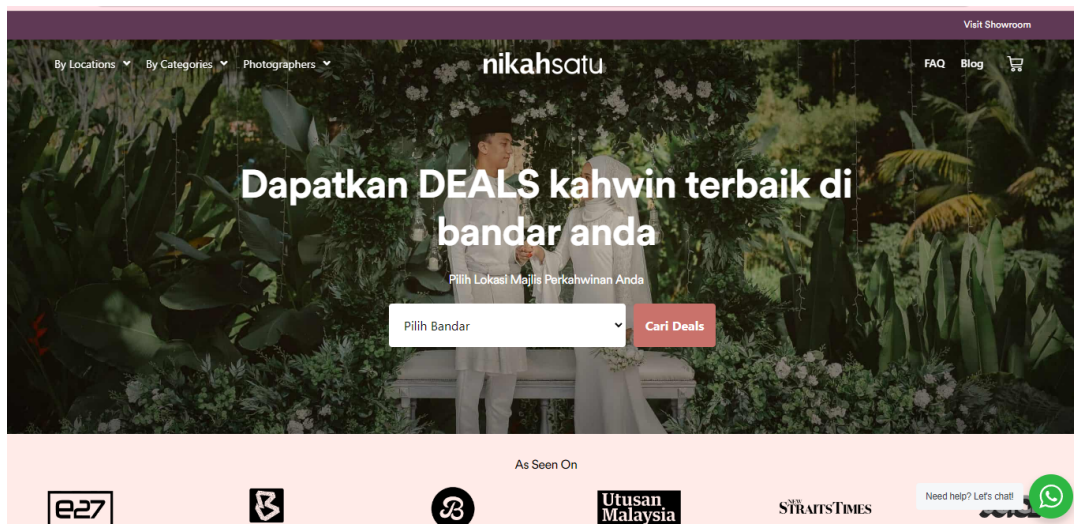 Visit Showroom
By Locations
By Categories
Photographers
nikahsatu
FAQ
Blog
Dapatkan DEALS kahwin terbaik di
bandar anda
Pilih Lokasi Majlis Perkahwinan Anda
Pilih Bandar
Cari Deals
As Seen On
e27
B
Utusan
Malaysia
NEW
STRAITS TIMES
Need help? Let's chat!